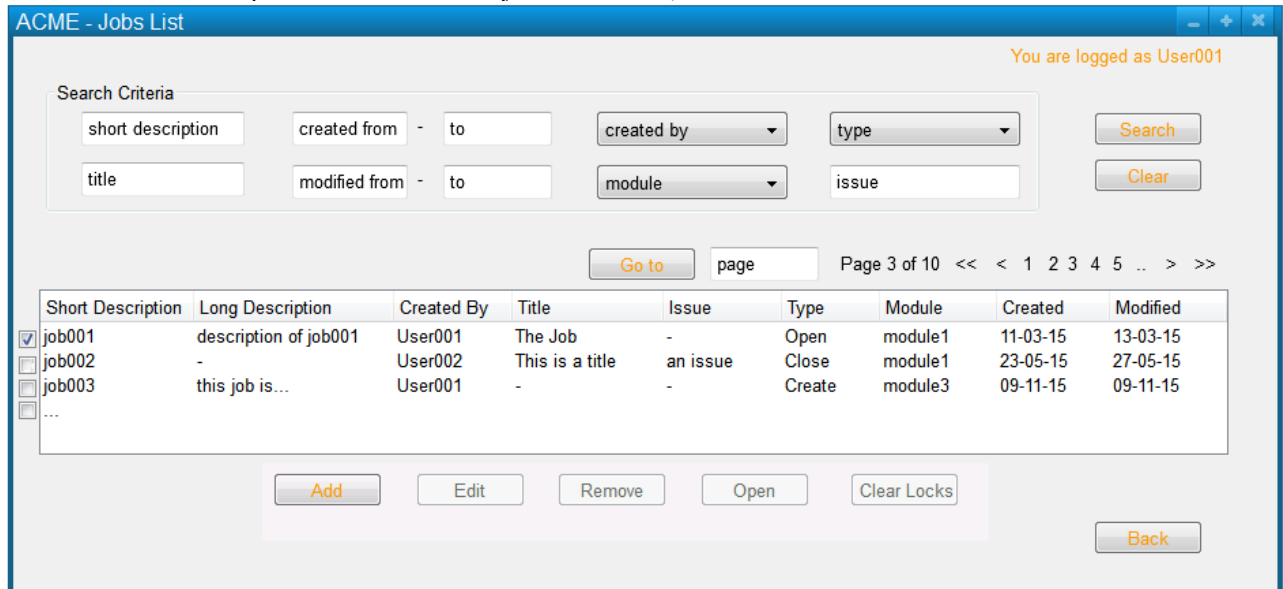 ACME - Jobs List
You are logged as User001
Search Criteria
short description created from - to created by type Search
title modified from - to module issue Clear
Go to page Page 3 of 10 << < 1 2 3 4 5 .. > >>
Short Description Long Description Created By Title Issue Type Module Created Modified
job001 description of job001 User001 The Job - Open module1 11-03-15 13-03-15
job002 - User002 This is a title an issue Close module1 23-05-15 27-05-15
job003 this job is... User001 - - Create module3 09-11-15 09-11-15
...
Add Edit Remove Open Clear Locks
Back